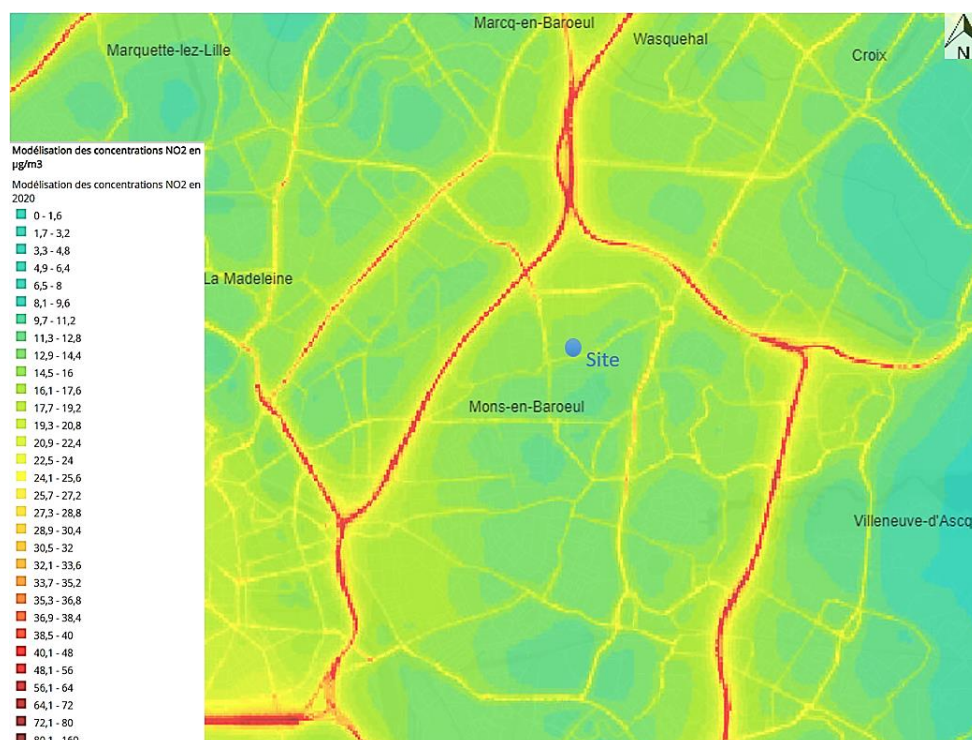 Marcq-en-Baroeul
Wasquehal
Marquette-lez-Lille
Croix
N
Modélisation des concentrations NO2 en
µg/m3
Modélisation des concentrations NO2 en
2020
0 - 1,6
1,7 - 3,2
3,3 - 4,8
4,9 - 6,4
6,5 - 8
8,1 - 9,6
9,7 - 11,2
11,3 - 12,8
12,9 - 14,4
14,5 - 16
16,1 - 17,6
17,7 - 19,2
19,3 - 20,8
20,9 - 22,4
22,5 - 24
24,1 - 25,6
25,7 - 27,2
27,3 - 28,8
28,9 - 30,4
30,5 - 32
32,1 - 33,6
33,7 - 35,2
35,3 - 36,8
36,9 - 38,4
38,5 - 40
40,1 - 48
48,1 - 56
56,1 - 64
64,1 - 72
72,1 - 80
80,1 - 160
La Madeleine
Site
Mons-en-Baroeul
Villeneuve-d'Ascq